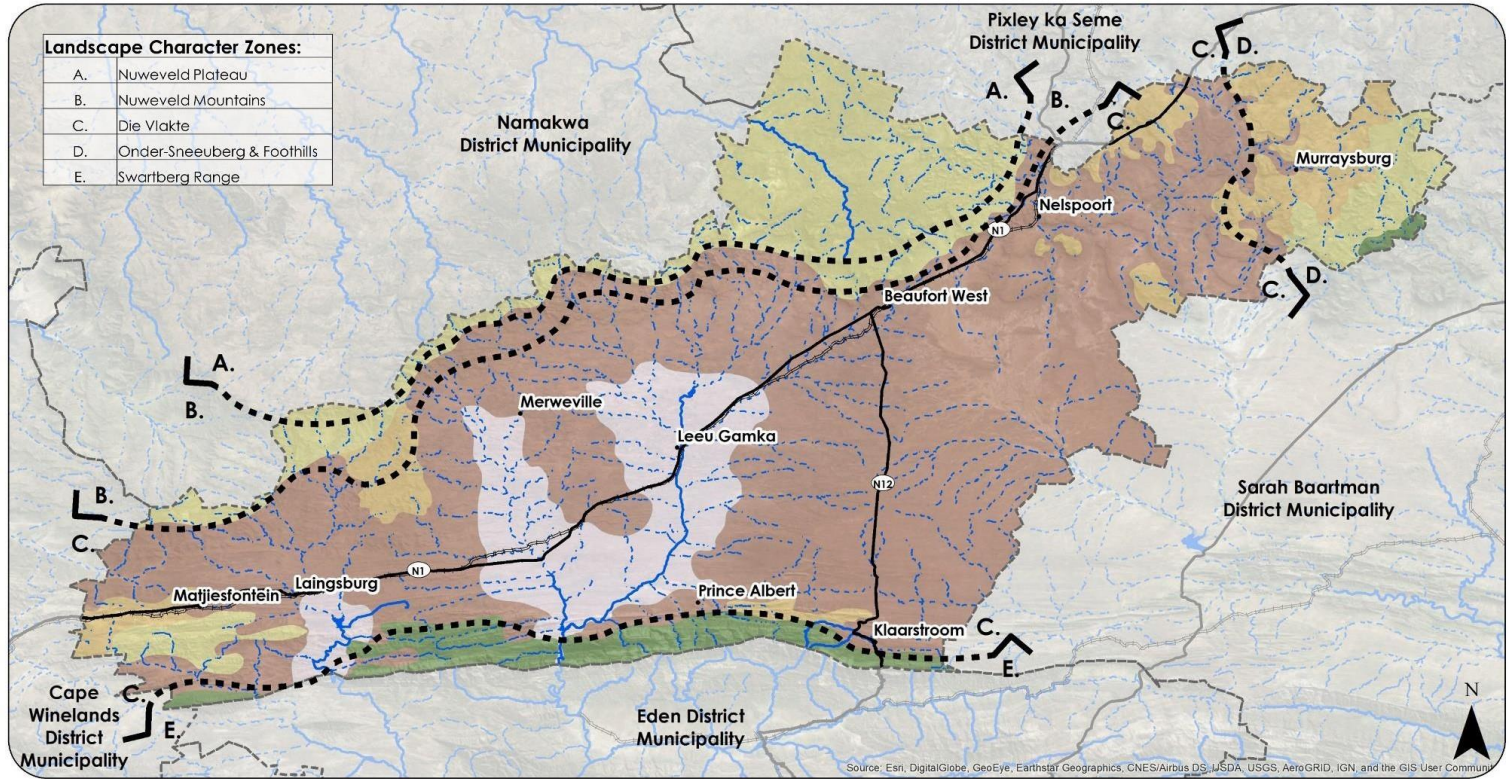 Landscape Character Zones:
A. Nuweveld Plateau
B. Nuweveld Mountains
C. Die Vlakte
D. Onder-Sneeuberg & Foothills
E. Swartberg Range
Pixley ka Seme
District Municipality
C. D.
A. B.
C.
Namakwa
District Municipality
Murraysburg
Nelspoort
N1
C. D.
Beaufort West
A.
B.
Merweville
Leeu Gamka
N12
B.
C.
Sarah Baartman
District Municipality
N1
Laingsburg
Matjiesfontein
Prince Albert
Klaarstroom
C.
E.
Cape
Winelands
District
Municipality
C.
E.
Eden District
Municipality
N
Source: Esri, DigitalGlobe, GeoEye, Earthstar Geographics, CNES/Airbus DS, USDA, USGS, AeroGRID, IGN, and the GIS User Communit